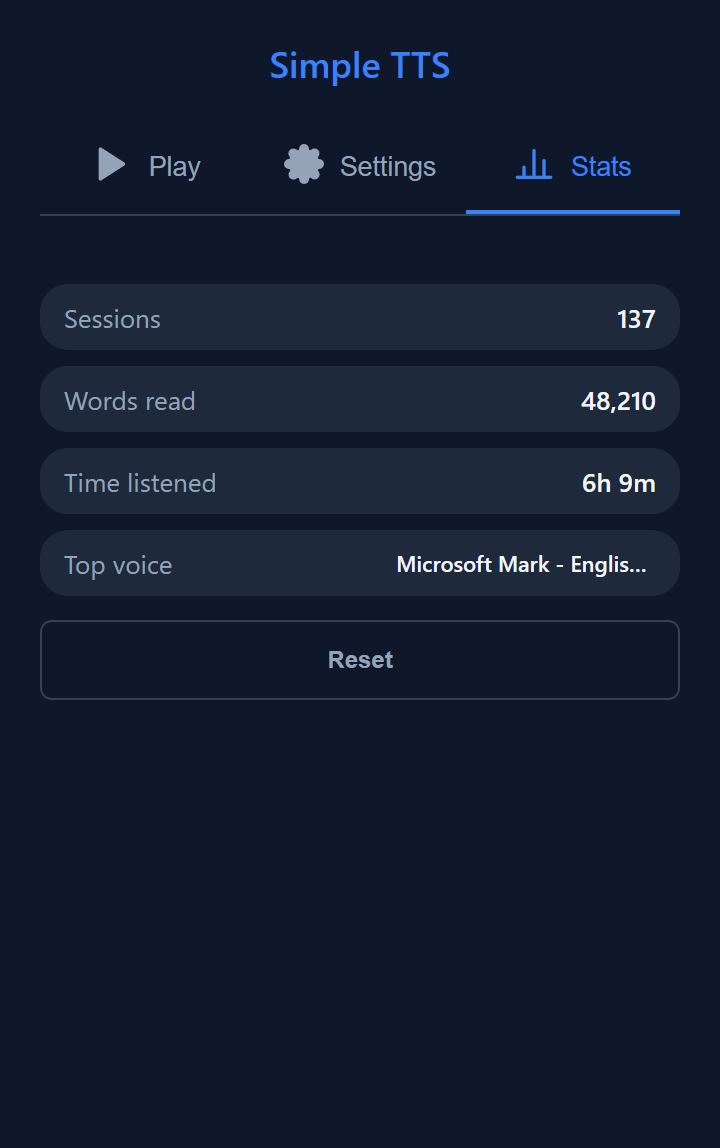 Simple TTS
Play Settings Stats
Sessions 137
Words read 48,210
Time listened 6h 9m
Top voice Microsoft Mark - Englis...
Reset